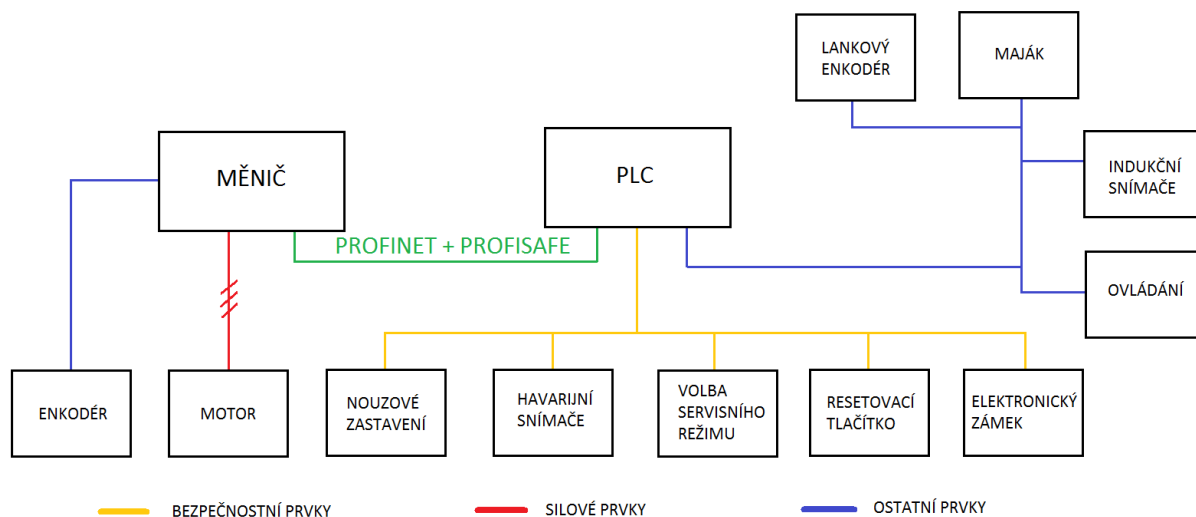 LANKOVÝ
ENKODÉR
MAJÁK
MĚNIČ
PLC
INDUKČNÍ
SNÍMAČE
PROFINET + PROFISAFE
OVLÁDÁNÍ
ENKODÉR
MOTOR
NOUZOVÉ
ZASTAVENÍ
HAVARIJNÍ
SNÍMAČE
VOLBA
SERVISNÍHO
REŽIMU
RESETOVACÍ
TLAČÍTKO
ELEKTRONICKÝ
ZÁMEK
BEZPEČNOSTNÍ PRVKY
SILOVÉ PRVKY
OSTATNÍ PRVKY